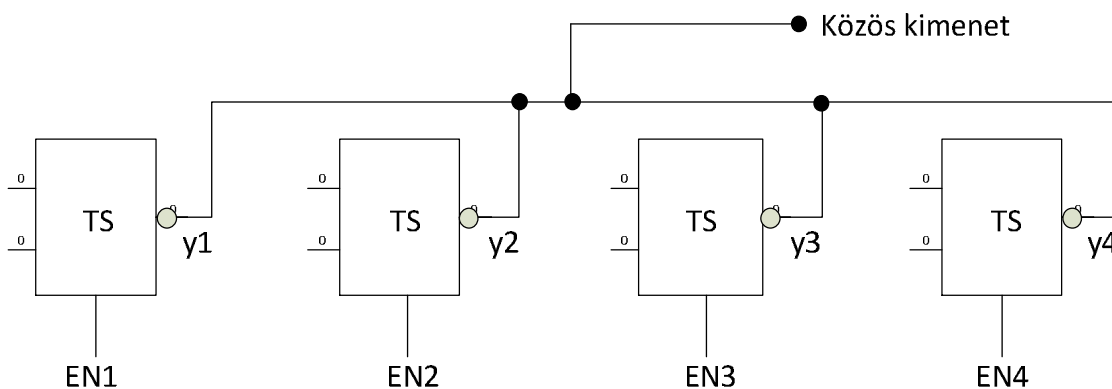 Közös kimenet
0 0 0 0
TS TS TS TS
0 0 0 0
y1 y2 y3 y4
EN1 EN2 EN3 EN4